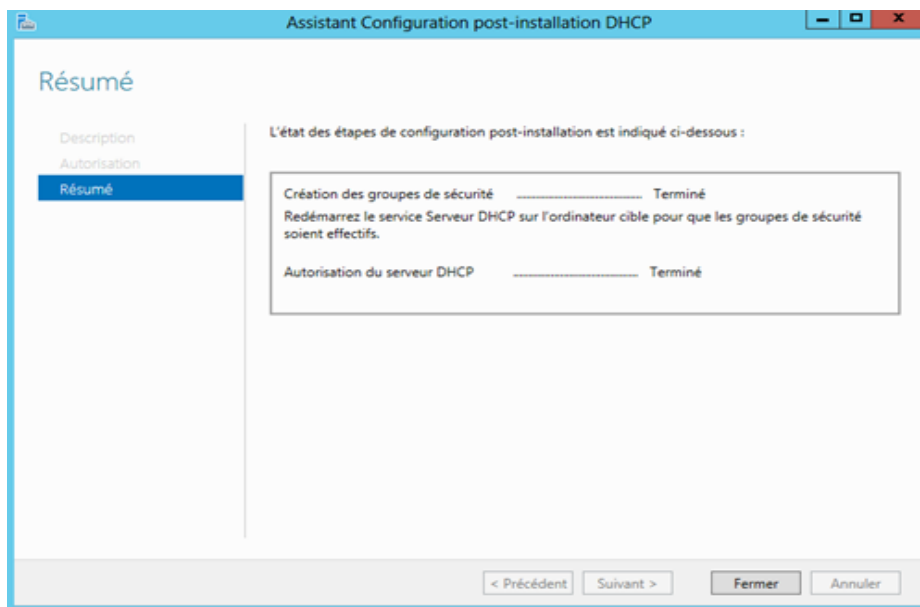 Assistant Configuration post-installation DHCP
Résumé
Description
Autorisation
Résumé
L'état des étapes de configuration post-installation est indiqué ci-dessous :
Création des groupes de sécurité ........................ Terminé
Redémarrez le service Serveur DHCP sur l'ordinateur cible pour que les groupes de sécurité
soient effectifs.
Autorisation du serveur DHCP ........................ Terminé
< Précédent
Suivant >
Fermer
Annuler